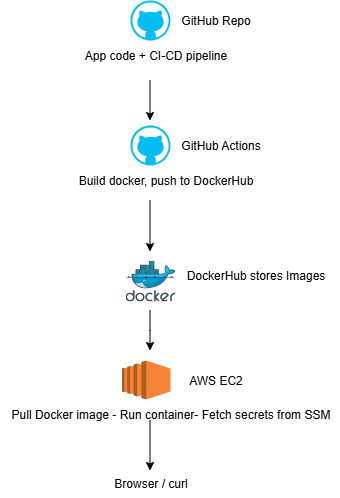 GitHub Repo
App code + CI-CD pipeline
GitHub Actions
Build docker, push to DockerHub
DockerHub stores Images
docker
AWS EC2
Pull Docker image - Run container- Fetch secrets from SSM
Browser / curl